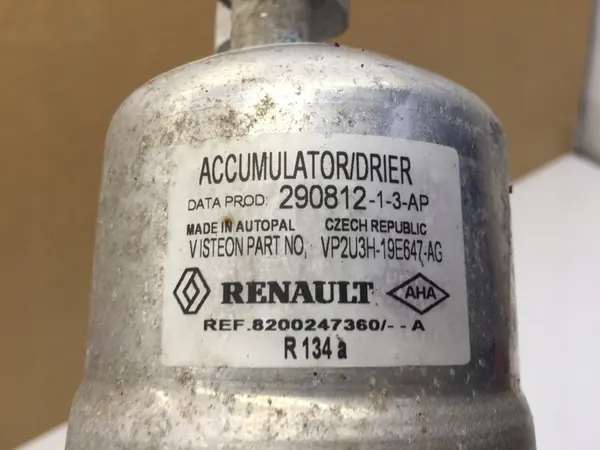 ACCUMULATOR/DRIER
DATA PROD: 290812-1-3-AP
MADE IN AUTOPAL CZECH REPUBLIC
VISTEON PART NO, VP2U3H-19E647-AG
RENAULT AHA
REF.8200247360/--A
R 134 a